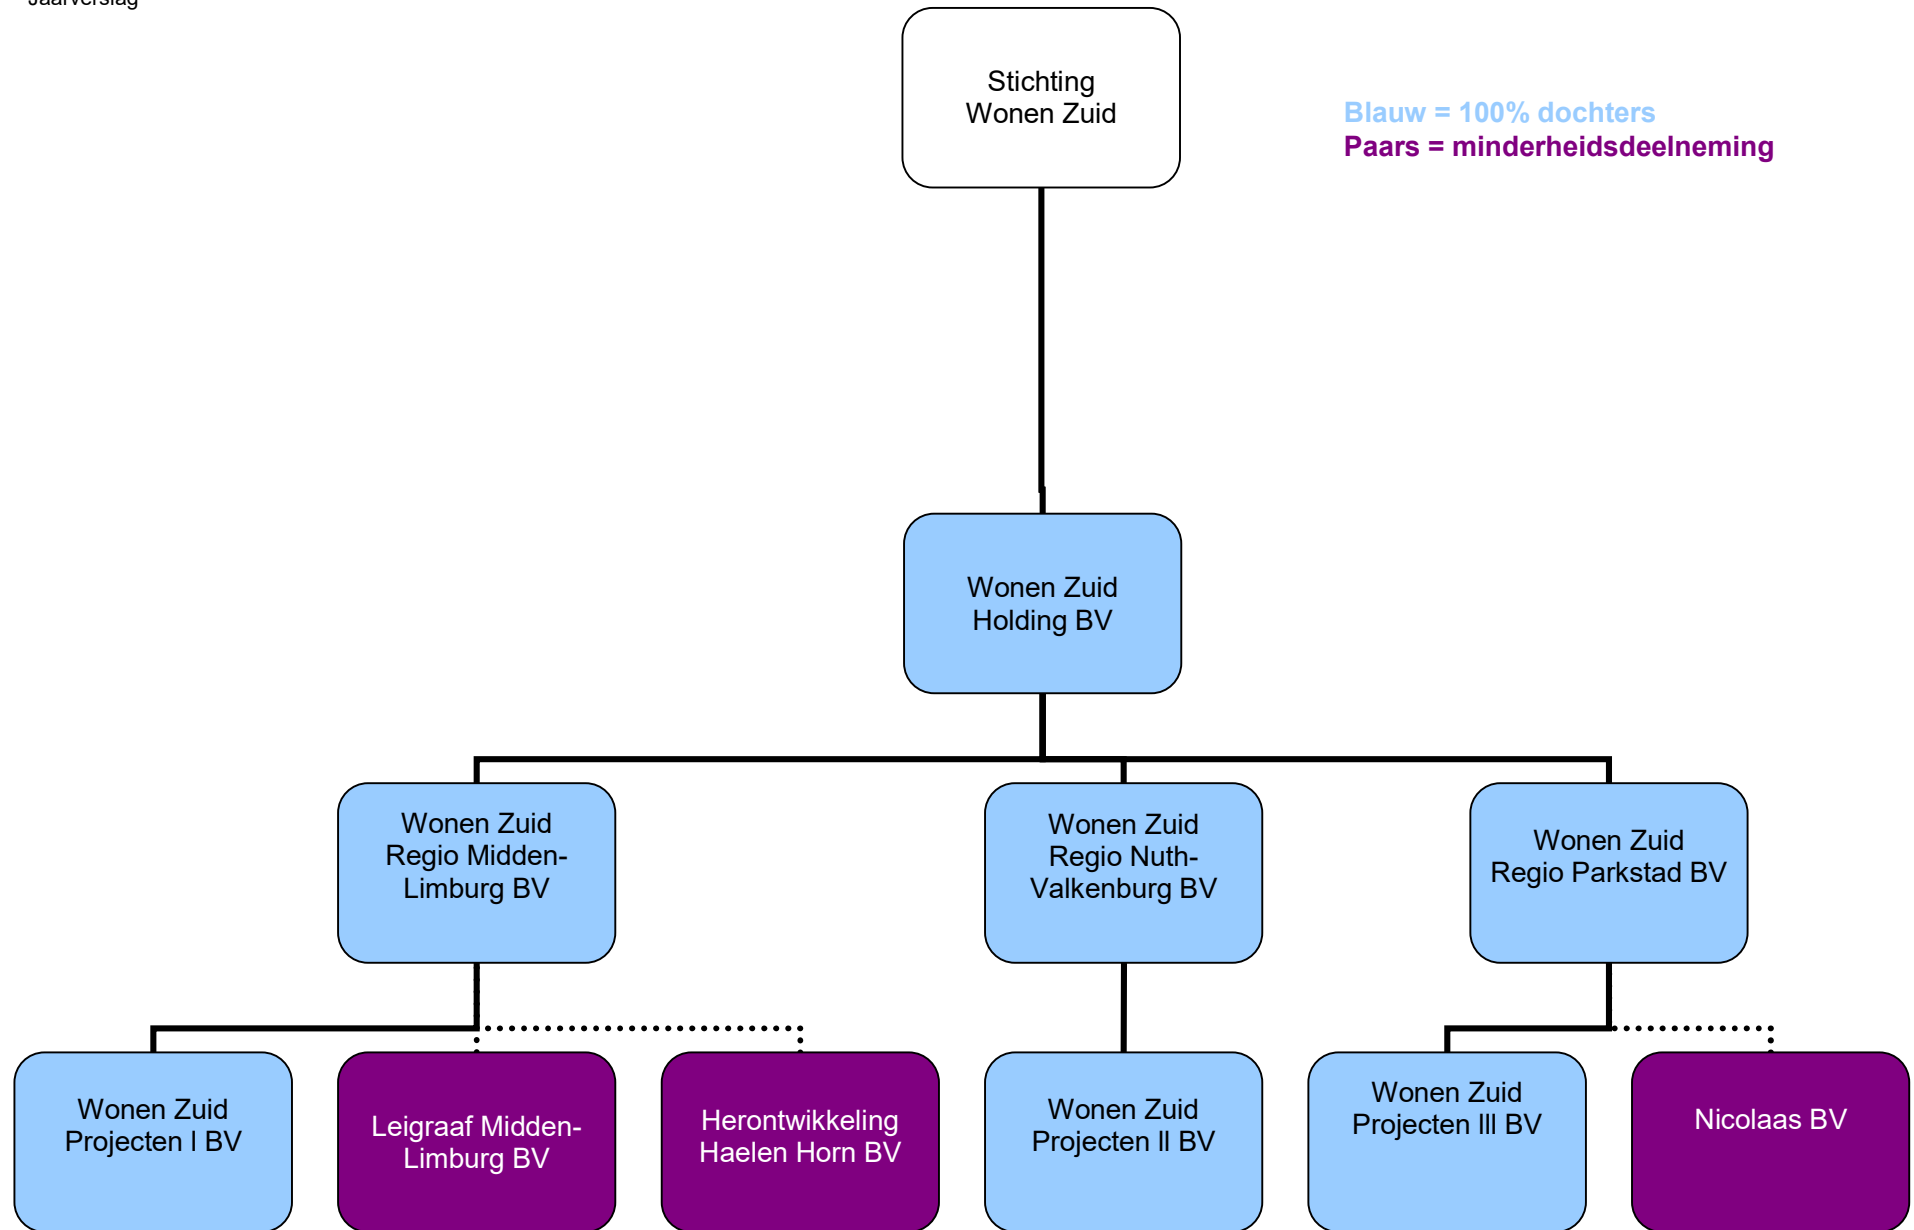 Jaarverslag
Stichting
Wonen Zuid
Blauw = 100% dochters
Paars = minderheidsdeelneming
Wonen Zuid
Holding BV
Wonen Zuid
Regio Midden-
Limburg BV
Wonen Zuid
Regio Nuth-
Valkenburg BV
Wonen Zuid
Regio Parkstad BV
Wonen Zuid
Projecten I BV
Leigraaf Midden-
Limburg BV
Herontwikkeling
Haelen Horn BV
Wonen Zuid
Projecten II BV
Wonen Zuid
Projecten III BV
Nicolaas BV